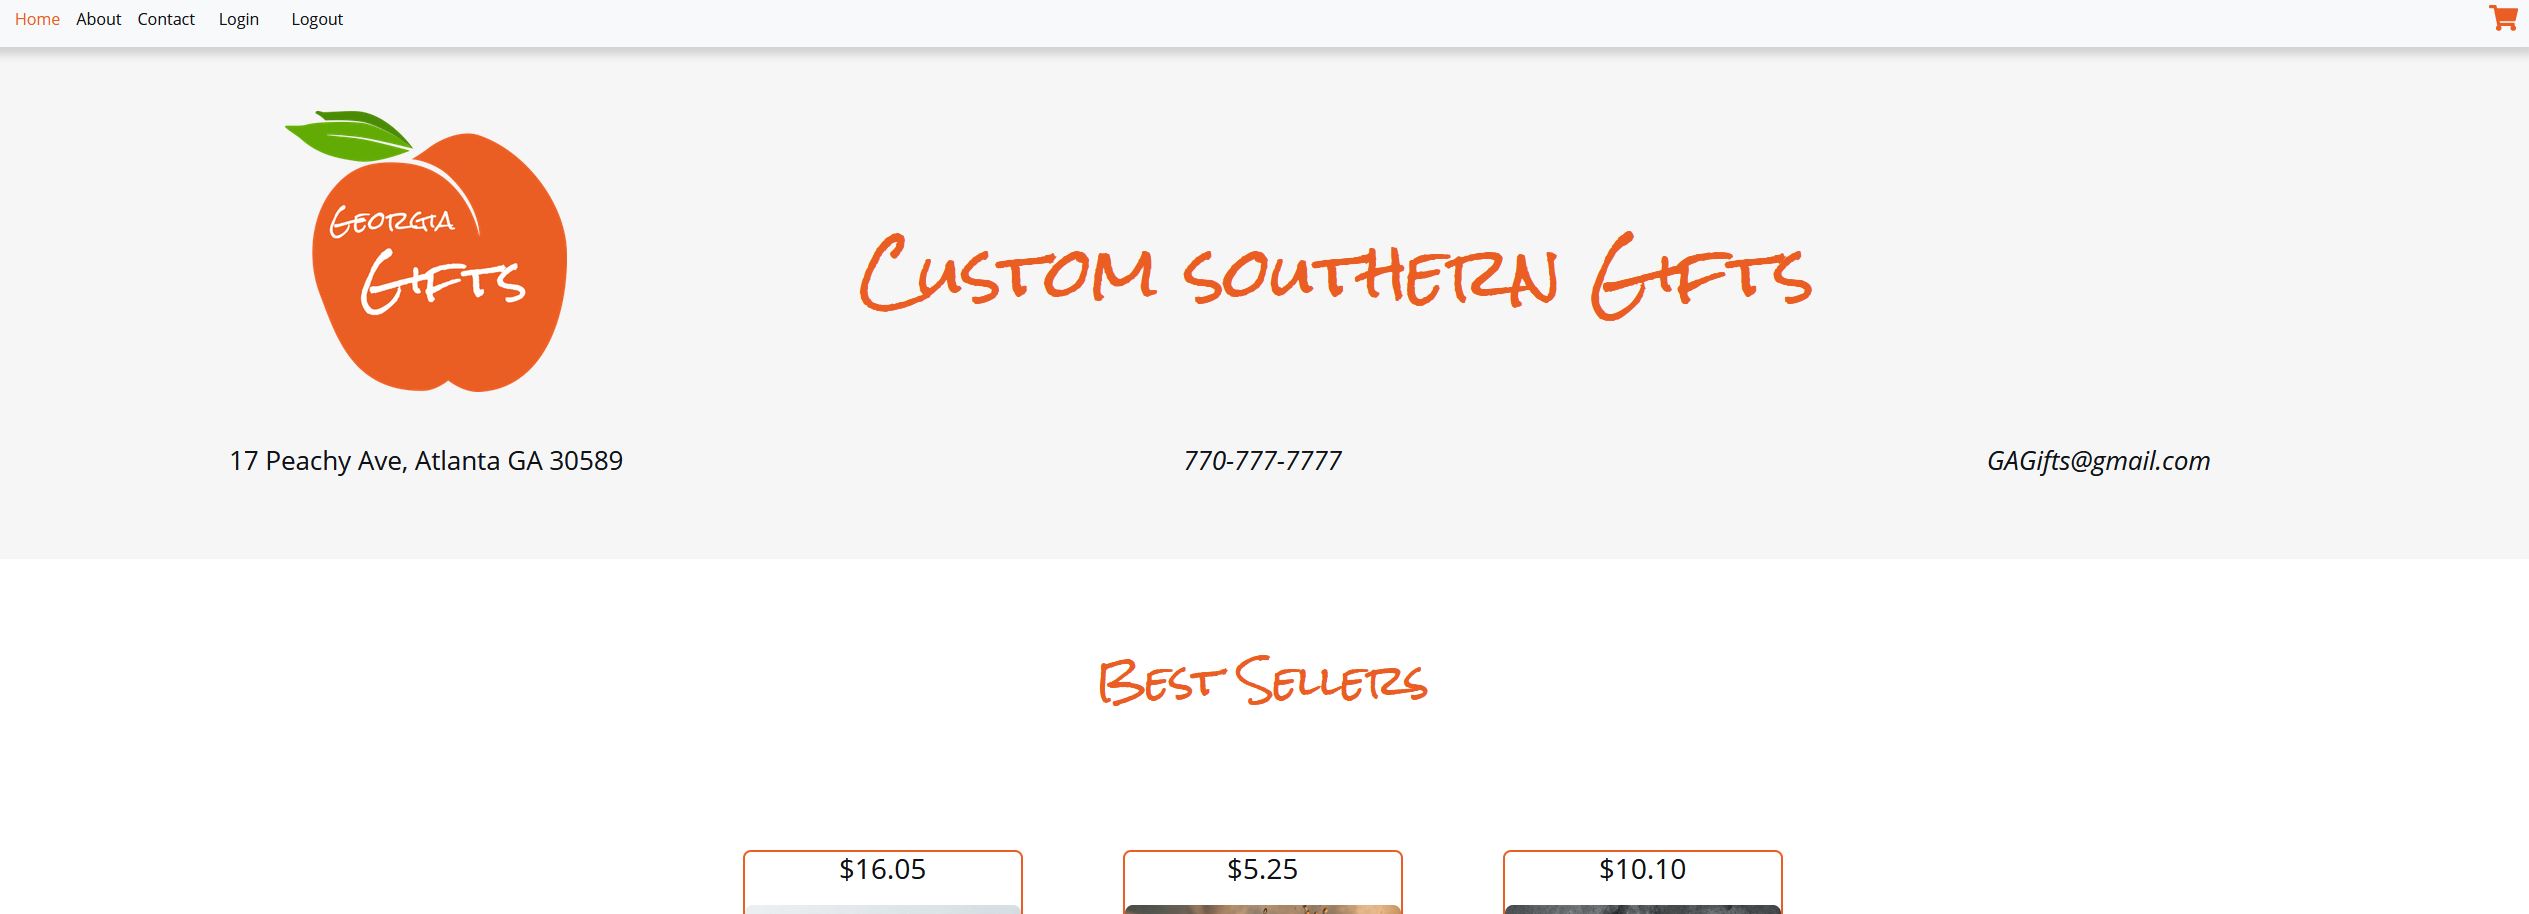 Home About Contact Login Logout
Georgia
Gifts
Custom southern Gifts
17 Peachy Ave, Atlanta GA 30589 770-777-7777 GAGifts@gmail.com
Best Sellers
$16.05 $5.25 $10.10